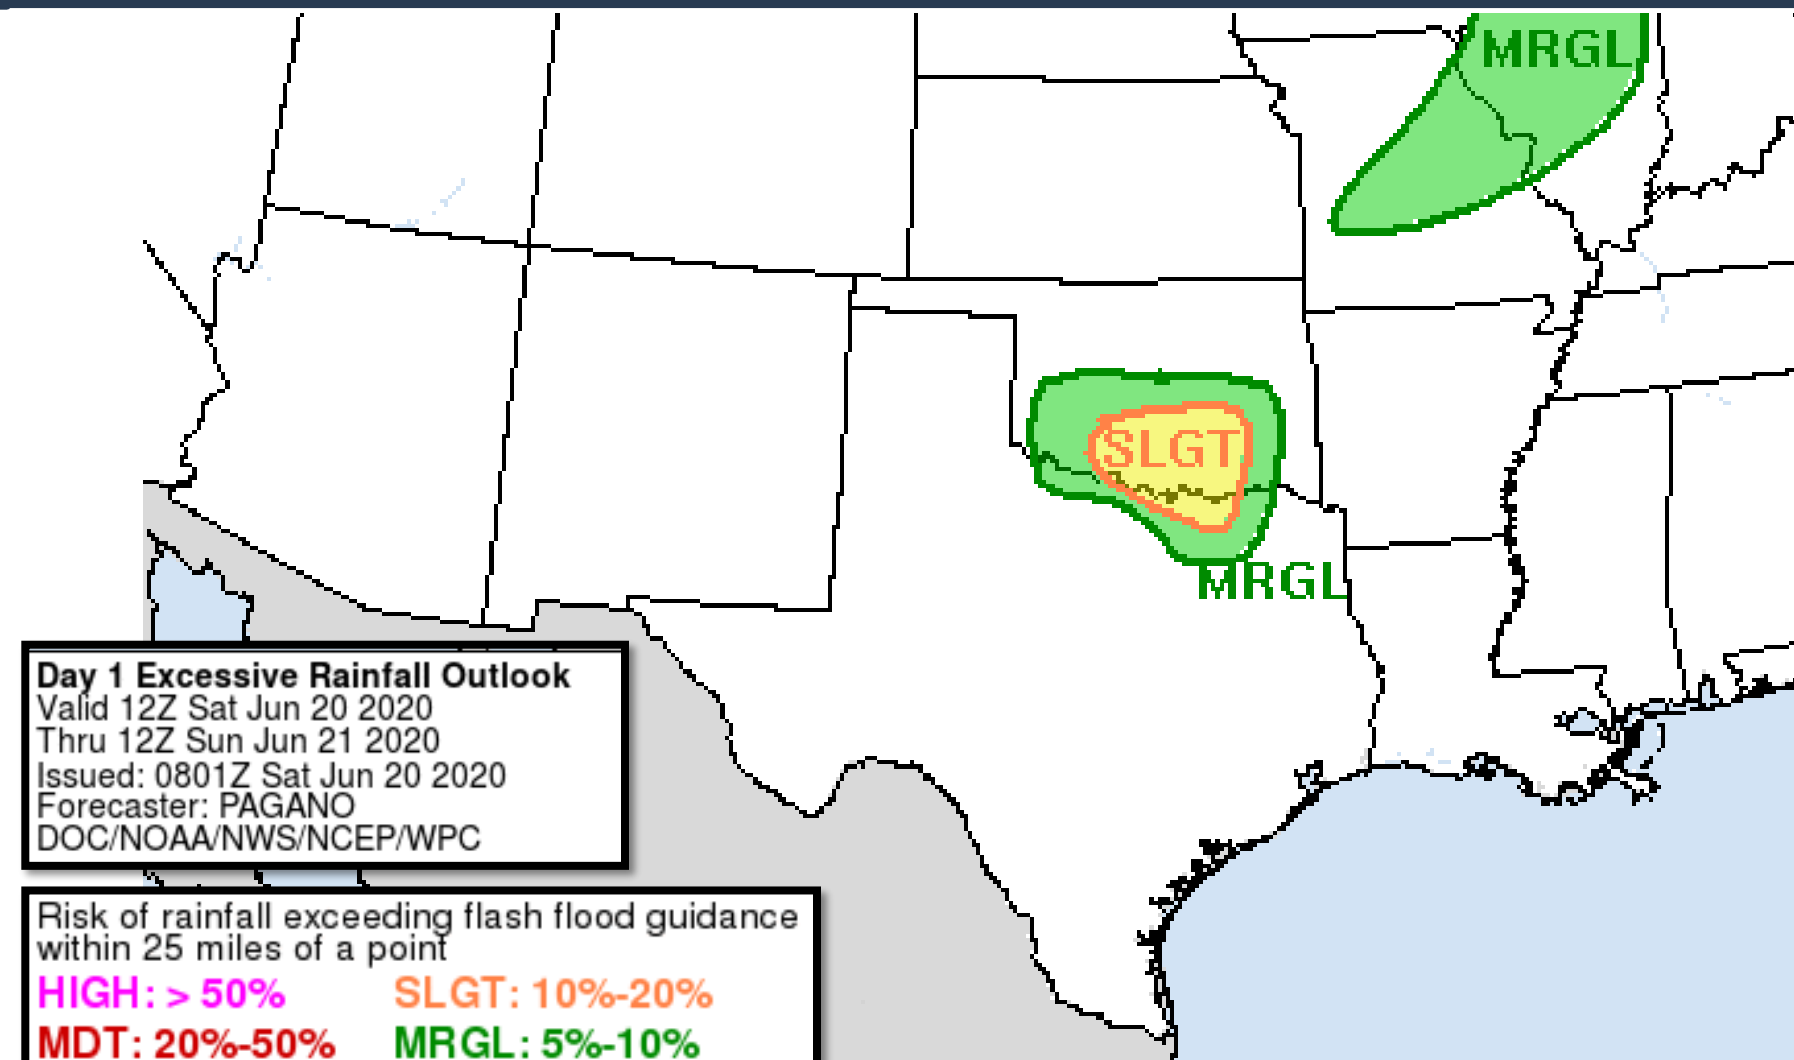 MRGL
SLGT
MRGL
Day 1 Excessive Rainfall Outlook
Valid 12Z Sat Jun 20 2020
Thru 12Z Sun Jun 21 2020
Issued: 0801Z Sat Jun 20 2020
Forecaster: PAGANO
DOC/NOAA/NWS/NCEP/WPC
Risk of rainfall exceeding flash flood guidance
within 25 miles of a point
HIGH: > 50% SLGT: 10%-20%
MDT: 20%-50% MRGL: 5%-10%